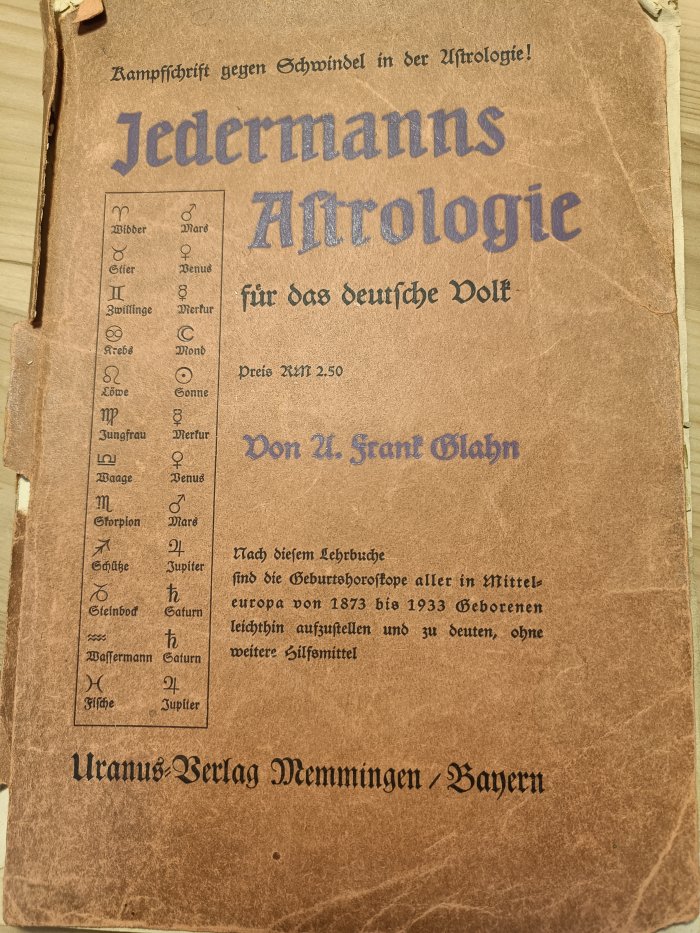 Kampfschrift gegen Schwindel in der Astrologie!
Jedermanns
Astrologie
für das deutsche Volk
Preis RM 2.50
Von A. Frank Glahn
♈ ♂
Widder Mars
♉ ♀
Stier Venus
♊ ☿
Zwillinge Merkur
♋ ☾
Krebs Mond
♌ ☉
Löwe Sonne
♍ ☿
Jungfrau Merkur
♎ ♀
Waage Venus
♏ ♂
Skorpion Mars
♐ ♃
Schütze Jupiter
♑ ♄
Steinbock Saturn
♒ ♄
Wassermann Saturn
♓ ♃
Fische Jupiter
Nach diesem Lehrbuche
sind die Geburtshoroskope aller in Mittel-
europa von 1873 bis 1933 Geborenen
leichthin aufzustellen und zu deuten, ohne
weitere Hilfsmittel
Uranus-Verlag Memmingen / Bayern